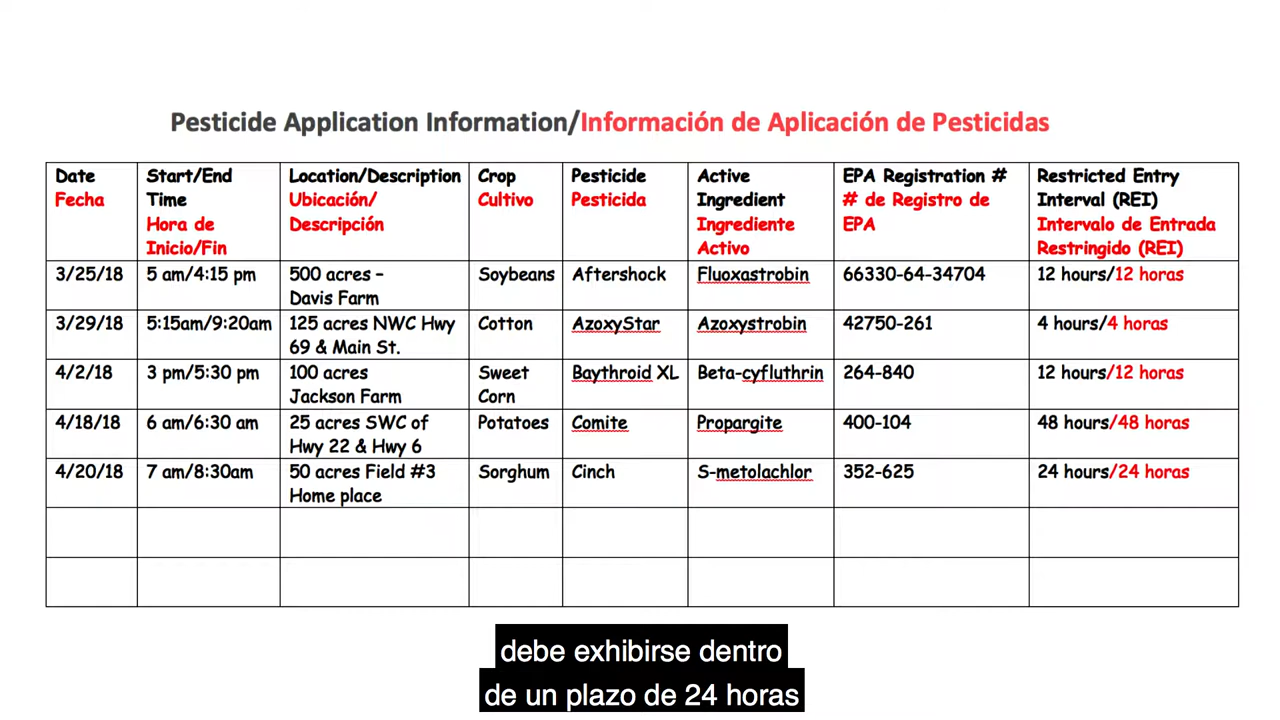 Pesticide Application Information/Información de Aplicación de Pesticidas
Date Start/End Location/Description Crop Pesticide Active EPA Registration # Restricted Entry
Fecha Time Ubicación/ Cultivo Pesticida Ingredient # de Registro de Interval (REI)
Hora de Descripción Ingrediente EPA Intervalo de Entrada
Inicio/Fin Activo Restringido (REI)
3/25/18 5 am/4:15 pm 500 acres – Soybeans Aftershock Fluoxastrobin 66330-64-34704 12 hours/12 horas
Davis Farm
3/29/18 5:15am/9:20am 125 acres NWC Hwy Cotton AzoxyStar Azoxystrobin 42750-261 4 hours/4 horas
69 & Main St.
4/2/18 3 pm/5:30 pm 100 acres Sweet Baythroid XL Beta-cyfluthrin 264-840 12 hours/12 horas
Jackson Farm Corn
4/18/18 6 am/6:30 am 25 acres SWC of Potatoes Comite Propargite 400-104 48 hours/48 horas
Hwy 22 & Hwy 6
4/20/18 7 am/8:30am 50 acres Field #3 Sorghum Cinch S-metolachlor 352-625 24 hours/24 horas
Home place
debe exhibirse dentro
de un plazo de 24 horas